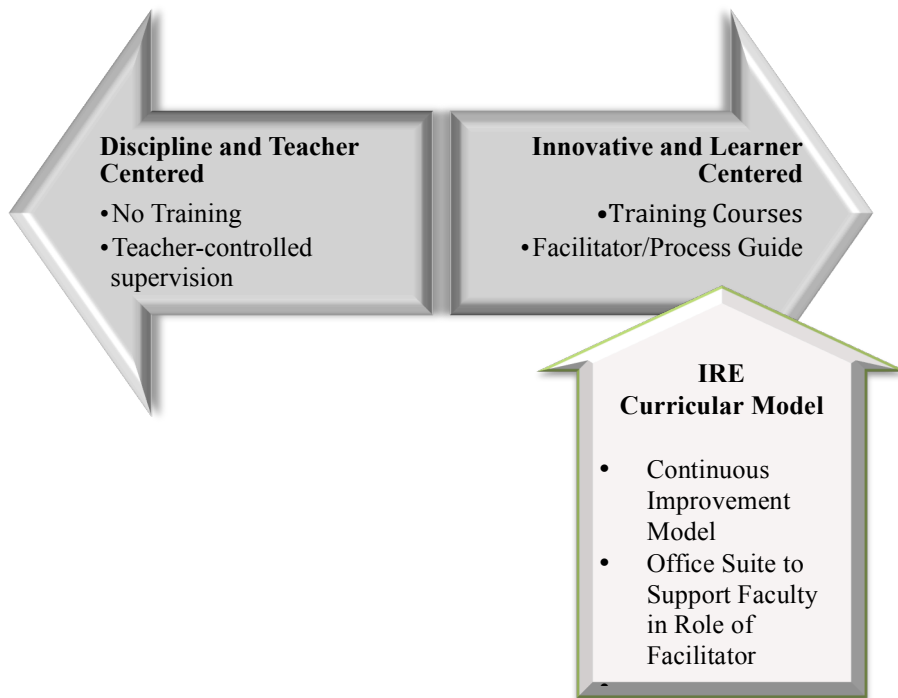 Discipline and Teacher
Centered
•No Training
•Teacher-controlled
supervision
Innovative and Learner
Centered
•Training Courses
•Facilitator/Process Guide
IRE
Curricular Model
• Continuous
Improvement
Model
• Office Suite to
Support Faculty
in Role of
Facilitator
•